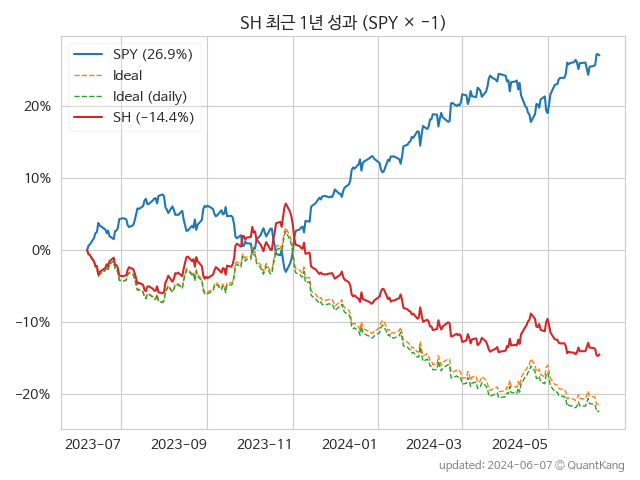 SH 최근 1년 성과 (SPY × −1)
SPY (26.9%)
Ideal
Ideal (daily)
SH (−14.4%)
20%
10%
0%
−10%
−20%
2023-07
2023-09
2023-11
2024-01
2024-03
2024-05
updated: 2024-06-07 © QuantKang